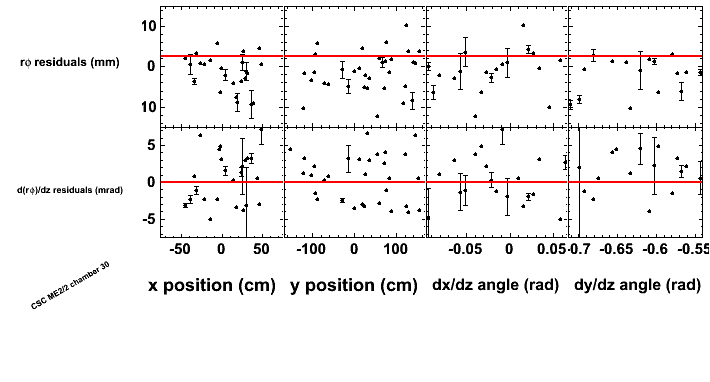 10
rϕ residuals (mm)
0
10
5
d(rϕ)/dz residuals (mrad)
0
-5
-50 0 50 -100 0 100 -0.05 0 0.05 -0.7 -0.65 -0.6 -0.55
x position (cm) y position (cm) dx/dz angle (rad) dy/dz angle (rad)
CSC ME2/2 chamber 30